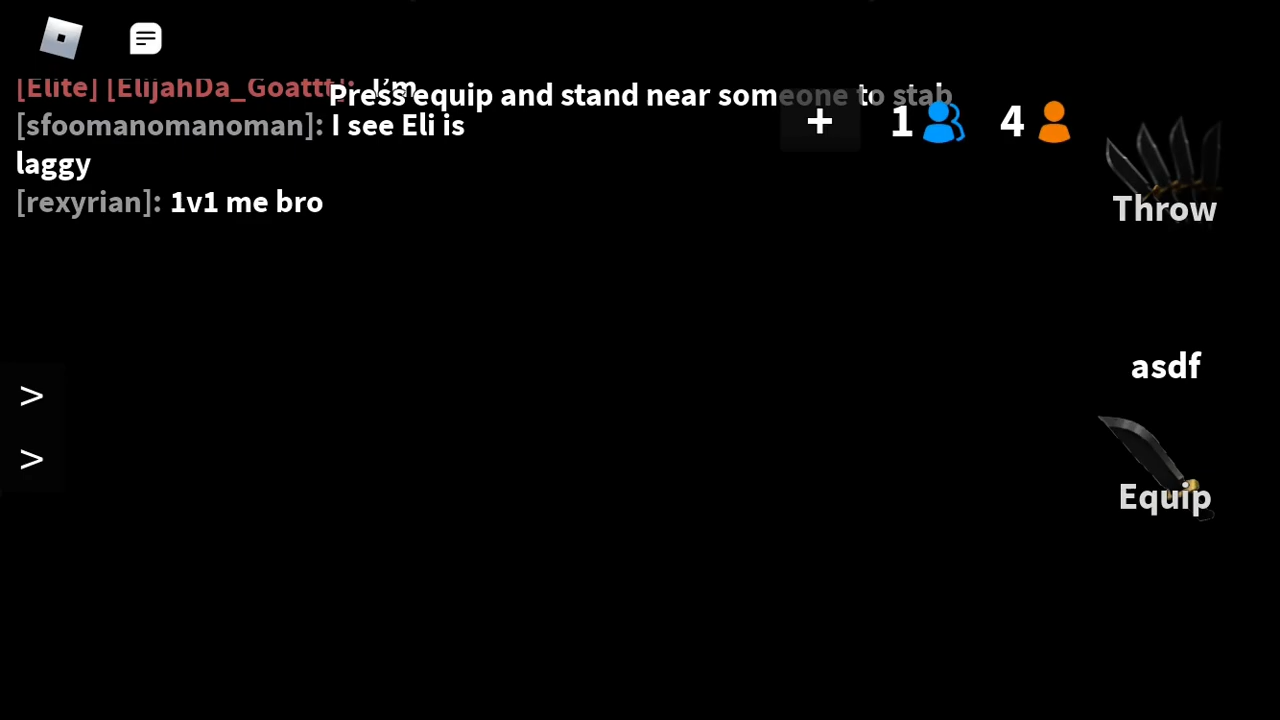 [Elite] [ElijahDa_Goattt]: I'm
Press equip and stand near someone to stab
[sfoomanomanoman]: I see Eli is
laggy
[rexyrian]: 1v1 me bro
+ 1 4
Throw
>
asdf
>
Equip